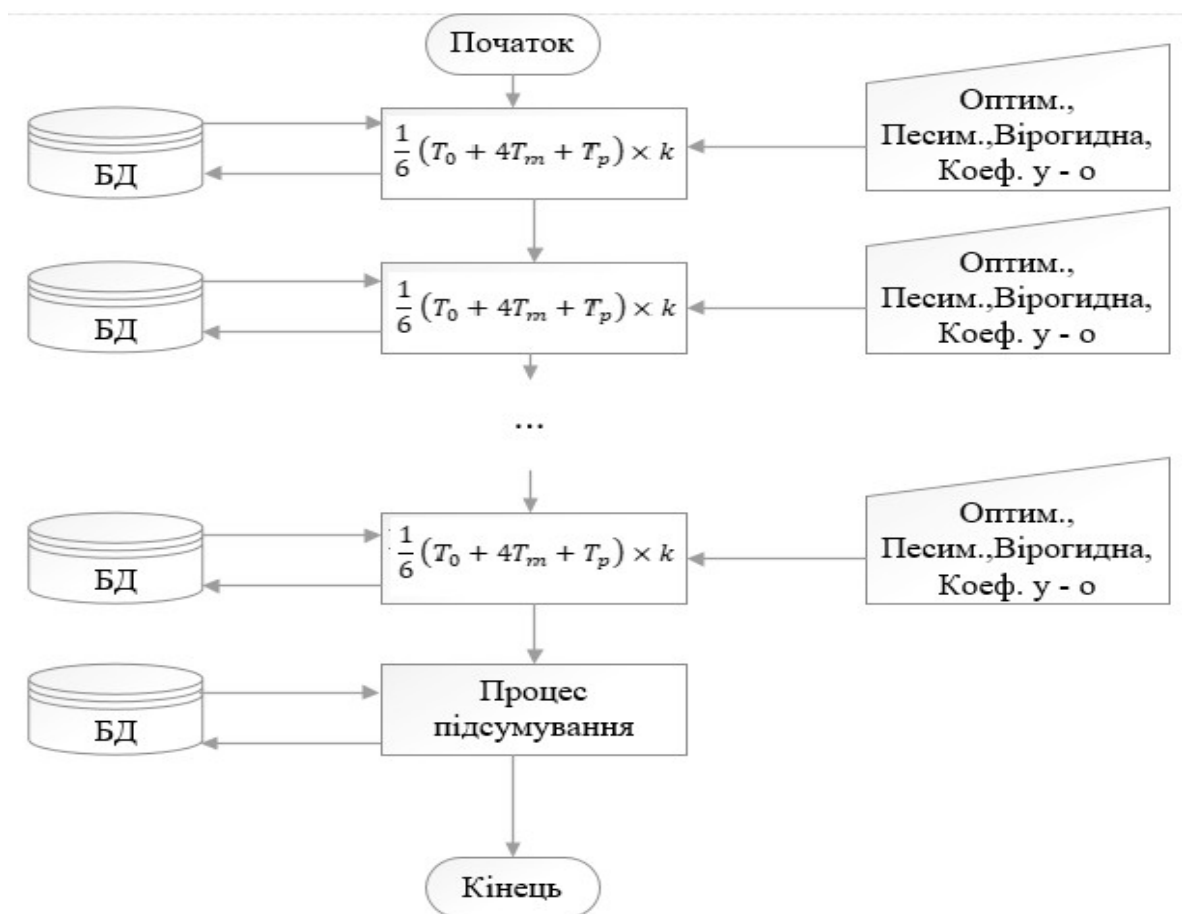 Початок
БД
1/6 (T₀ + 4Tₘ + Tₚ) × k
Оптим.,
Песим.,Вірогидна,
Коеф. у - о
БД
1/6 (T₀ + 4Tₘ + Tₚ) × k
Оптим.,
Песим.,Вірогидна,
Коеф. у - о
...
БД
1/6 (T₀ + 4Tₘ + Tₚ) × k
Оптим.,
Песим.,Вірогидна,
Коеф. у - о
БД
Процес
підсумування
Кінець